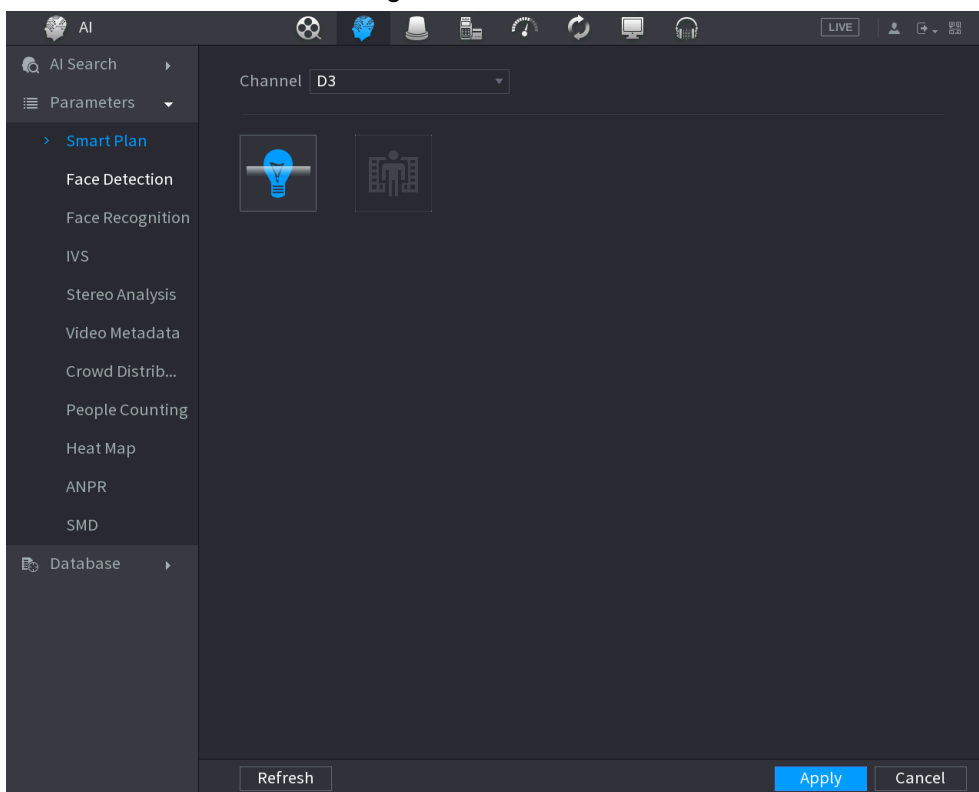 AI
LIVE
AI Search
Parameters
Smart Plan
Face Detection
Face Recognition
IVS
Stereo Analysis
Video Metadata
Crowd Distrib...
People Counting
Heat Map
ANPR
SMD
Database
Channel D3
Refresh
Apply
Cancel